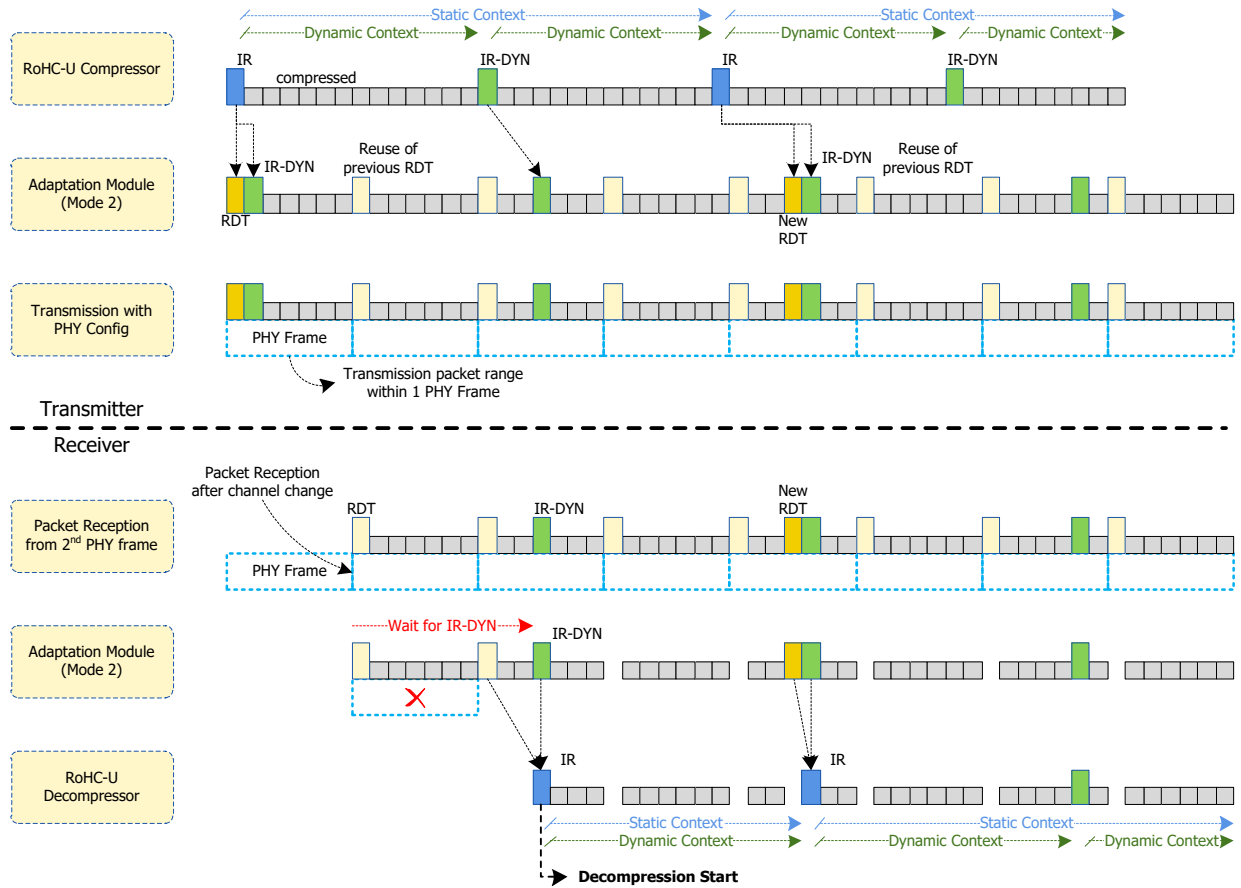 Static Context
Static Context
Dynamic Context
Dynamic Context
Dynamic Context
Dynamic Context
RoHC-U Compressor
IR
compressed
IR-DYN
IR
IR-DYN
Adaptation Module
(Mode 2)
IR-DYN
Reuse of
previous RDT
IR-DYN
Reuse of
previous RDT
RDT
New
RDT
Transmission with
PHY Config
PHY Frame
Transmission packet range
within 1 PHY Frame
Transmitter
Receiver
Packet Reception
after channel change
Packet Reception
from 2nd PHY frame
RDT
IR-DYN
New
RDT
PHY Frame
Adaptation Module
(Mode 2)
Wait for IR-DYN
IR-DYN
RoHC-U
Decompressor
IR
IR
Static Context
Static Context
Dynamic Context
Dynamic Context
Dynamic Context
Decompression Start